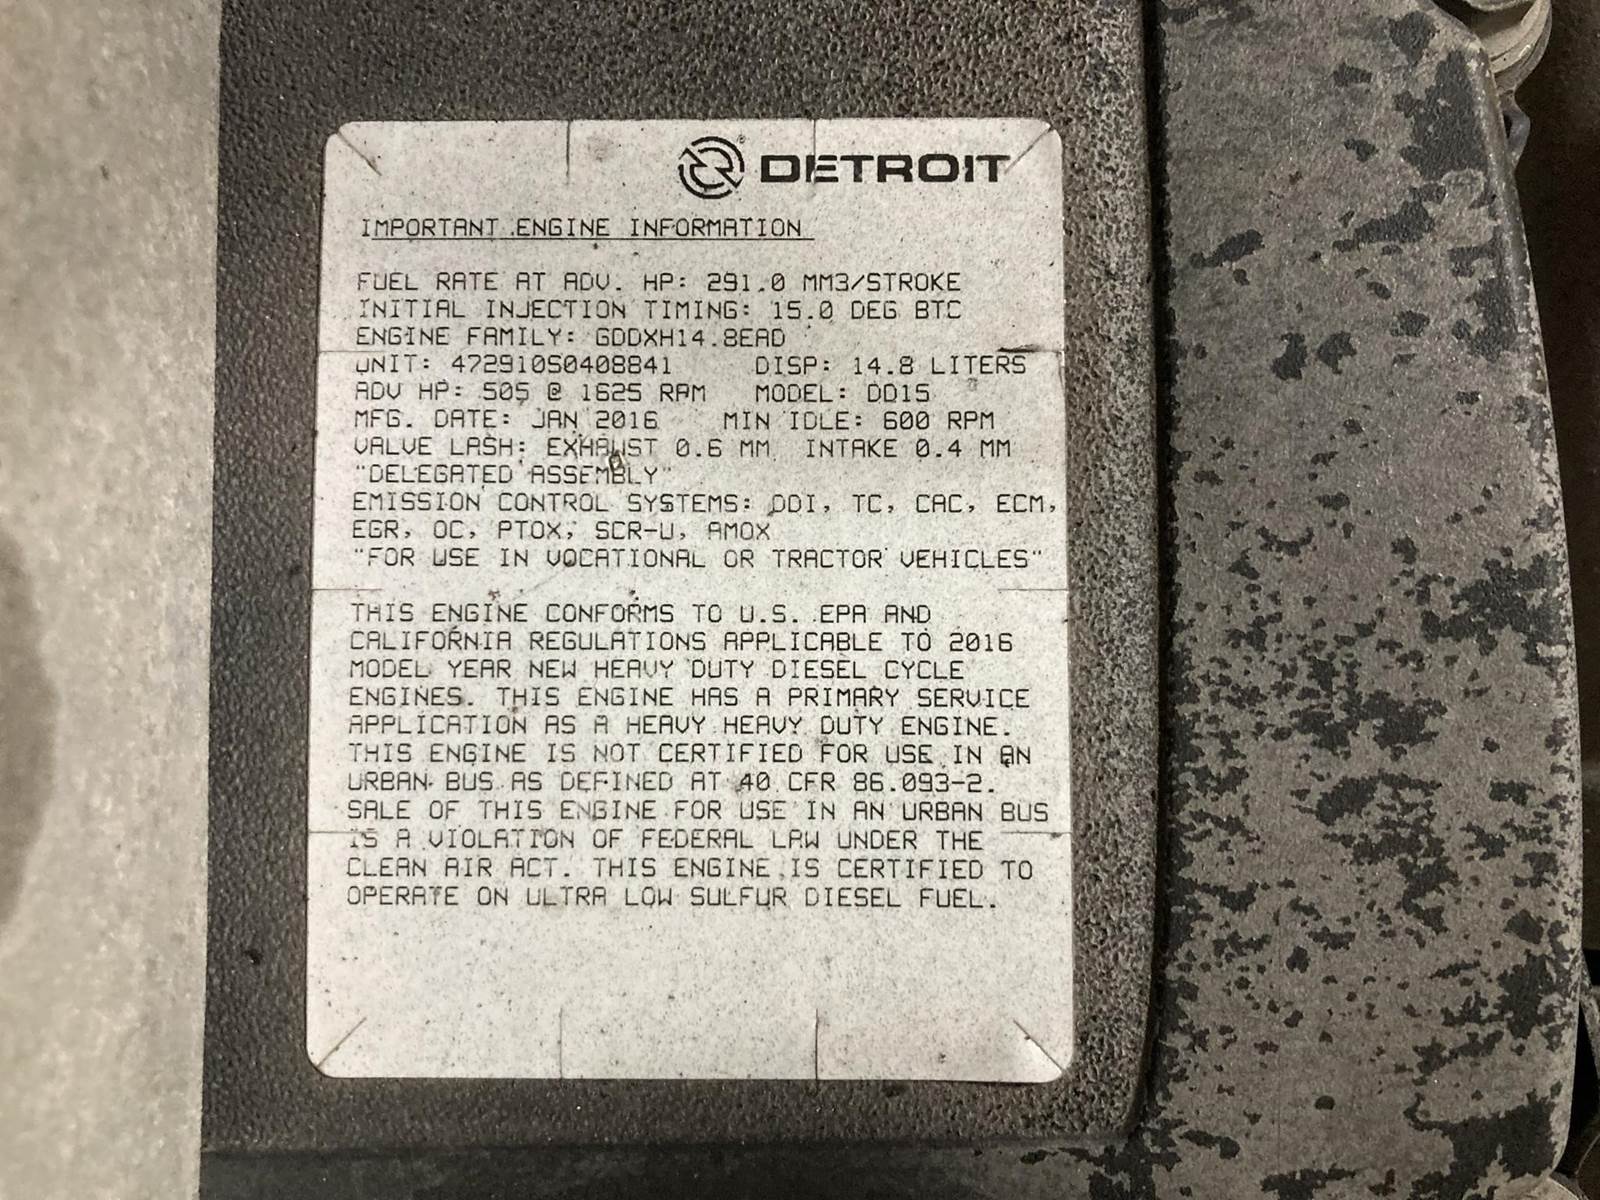 DETROIT
IMPORTANT ENGINE INFORMATION
FUEL RATE AT ADV. HP: 291.0 MM3/STROKE
INITIAL INJECTION TIMING: 15.0 DEG BTC
ENGINE FAMILY: GDDXH14.8EAD
UNIT: 472910S0408841 DISP: 14.8 LITERS
ADV HP: 505 @ 1625 RPM MODEL: DD15
MFG. DATE: JAN 2016 MIN IDLE: 600 RPM
VALVE LASH: EXHAUST 0.6 MM INTAKE 0.4 MM
"DELEGATED ASSEMBLY"
EMISSION CONTROL SYSTEMS: DDI, TC, CAC, ECM,
EGR, OC, PTOX, SCR-U, AMOX
"FOR USE IN VOCATIONAL OR TRACTOR VEHICLES"
THIS ENGINE CONFORMS TO U.S. EPA AND
CALIFORNIA REGULATIONS APPLICABLE TO 2016
MODEL YEAR NEW HEAVY DUTY DIESEL CYCLE
ENGINES. THIS ENGINE HAS A PRIMARY SERVICE
APPLICATION AS A HEAVY HEAVY DUTY ENGINE.
THIS ENGINE IS NOT CERTIFIED FOR USE IN AN
URBAN BUS AS DEFINED AT 40 CFR 86.093-2.
SALE OF THIS ENGINE FOR USE IN AN URBAN BUS
IS A VIOLATION OF FEDERAL LAW UNDER THE
CLEAN AIR ACT. THIS ENGINE IS CERTIFIED TO
OPERATE ON ULTRA LOW SULFUR DIESEL FUEL.